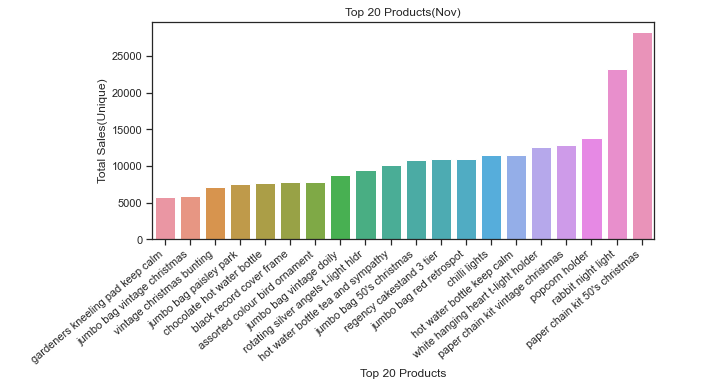 Top 20 Products(Nov)
Total Sales(Unique)
25000
20000
15000
10000
5000
0
gardeners kneeling pad keep calm
jumbo bag vintage christmas
vintage christmas bunting
jumbo bag paisley park
chocolate hot water bottle
black record cover frame
assorted colour bird ornament
jumbo bag vintage doily
rotating silver angels t-light hldr
hot water bottle tea and sympathy
jumbo bag 50's christmas
regency cakestand 3 tier
jumbo bag red retrospot
chilli lights
hot water bottle keep calm
white hanging heart t-light holder
paper chain kit vintage christmas
popcorn holder
rabbit night light
paper chain kit 50's christmas
Top 20 Products